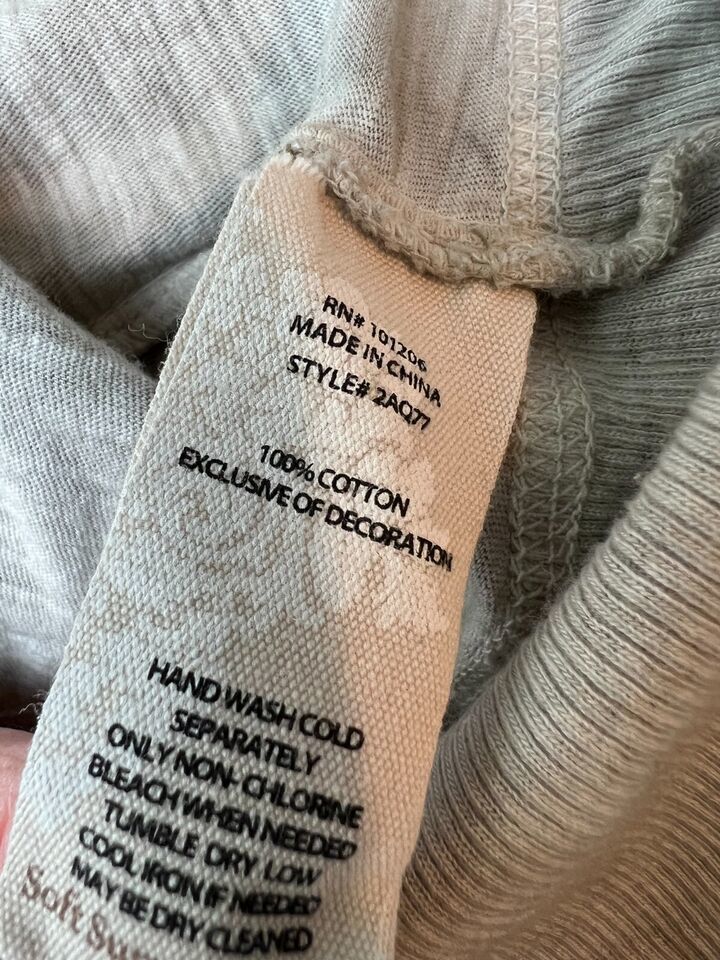 RN# 101206
MADE IN CHINA
STYLE# 2AQ77
100% COTTON
EXCLUSIVE OF DECORATION
HAND WASH COLD
SEPARATELY
ONLY NON-CHLORINE
BLEACH WHEN NEEDED
TUMBLE DRY LOW
COOL IRON IF NEEDED
MAY BE DRY CLEANED
Soft